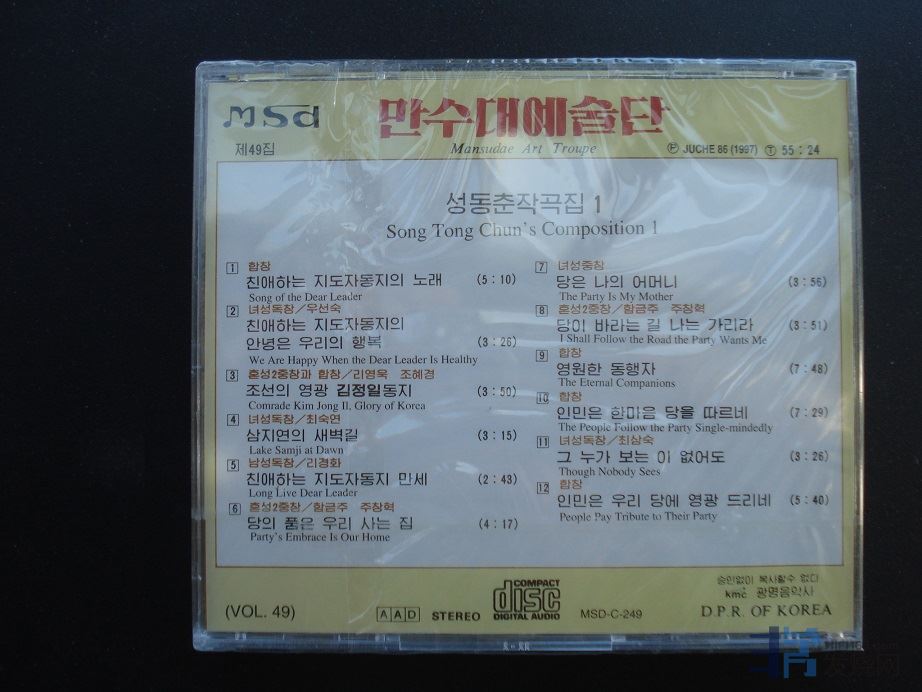 MSd
만수대예술단
제49집
Mansudae Art Troupe
Ⓟ JUCHE 86 (1997) Ⓣ 55 : 24
성동춘작곡집 1
Song Tong Chun's Composition 1
1 합창
친애하는 지도자동지의 노래 (5 : 10)
Song of the Dear Leader
2 녀성독창/우선숙
친애하는 지도자동지의
안녕은 우리의 행복 (3 : 26)
We Are Happy When the Dear Leader Is Healthy
3 혼성2중창과 합창/리영욱 조혜경
조선의 영광 김정일동지 (3 : 50)
Comrade Kim Jong Il, Glory of Korea
4 녀성독창/최숙연
삼지연의 새벽길 (3 : 15)
Lake Samji at Dawn
5 남성독창/리경화
친애하는 지도자동지 만세 (2 : 43)
Long Live Dear Leader
6 혼성2중창/함금주 주창혁
당의 품은 우리 사는 집 (4 : 17)
Party's Embrace Is Our Home
7 녀성중창
당은 나의 어머니 (3 : 56)
The Party Is My Mother
8 혼성2중창/함금주 주창혁
당이 바라는 길 나는 가리라 (3 : 51)
I Shall Follow the Road the Party Wants Me
9 합창
영원한 동행자 (7 : 48)
The Eternal Companions
10 합창
인민은 한마음 당을 따르네 (7 : 29)
The People Follow the Party Single-mindedly
11 녀성독창/최삼숙
그 누가 보는 이 없어도 (3 : 26)
Though Nobody Sees
12 합창
인민은 우리 당에 영광 드리네 (5 : 40)
People Pay Tribute to Their Party
(VOL. 49)
AAD
STEREO
COMPACT
disc
DIGITAL AUDIO
MSD-C-249
승인없이 복사할수 없다
kmc 광명음악사
D.P.R. OF KOREA